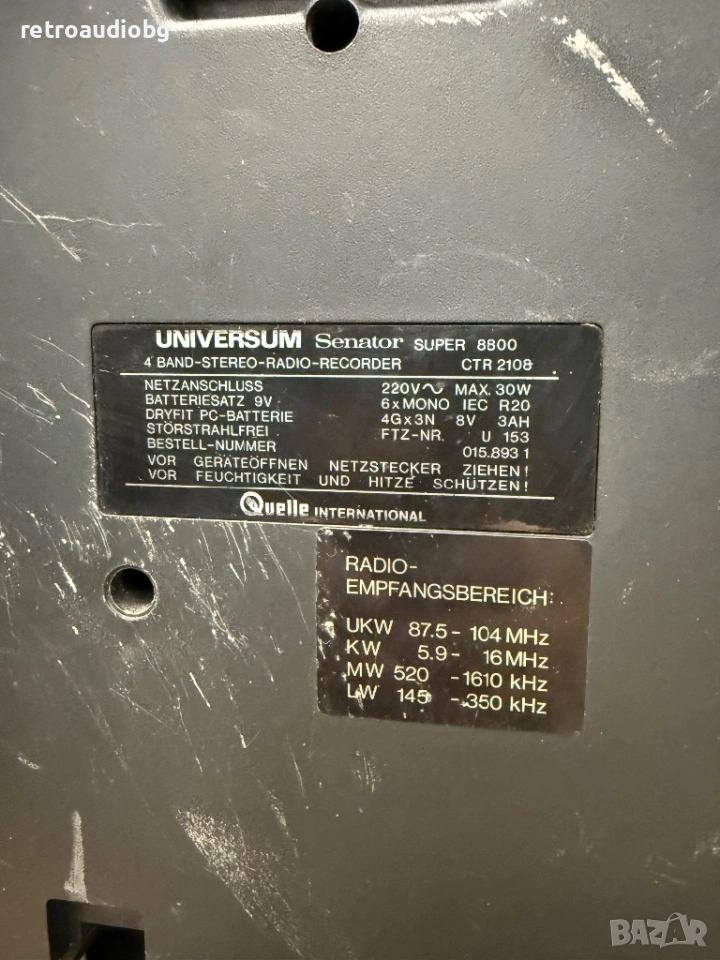 retroaudiobg
UNIVERSUM Senator SUPER 8800
4 BAND-STEREO-RADIO-RECORDER CTR 2108
NETZANSCHLUSS 220V~ MAX. 30W
BATTERIESATZ 9V 6xMONO IEC R20
DRYFIT PC-BATTERIE 4Gx3N 8V 3AH
STÖRSTRAHLFREI FTZ-NR. U 153
BESTELL-NUMMER 015.893 1
VOR GERÄTEÖFFNEN NETZSTECKER ZIEHEN!
VOR FEUCHTIGKEIT UND HITZE SCHÜTZEN!
Quelle INTERNATIONAL
RADIO-
EMPFANGSBEREICH:
UKW 87.5 - 104 MHz
KW 5.9 - 16 MHz
MW 520 - 1610 kHz
LW 145 - 350 kHz
BAZAR